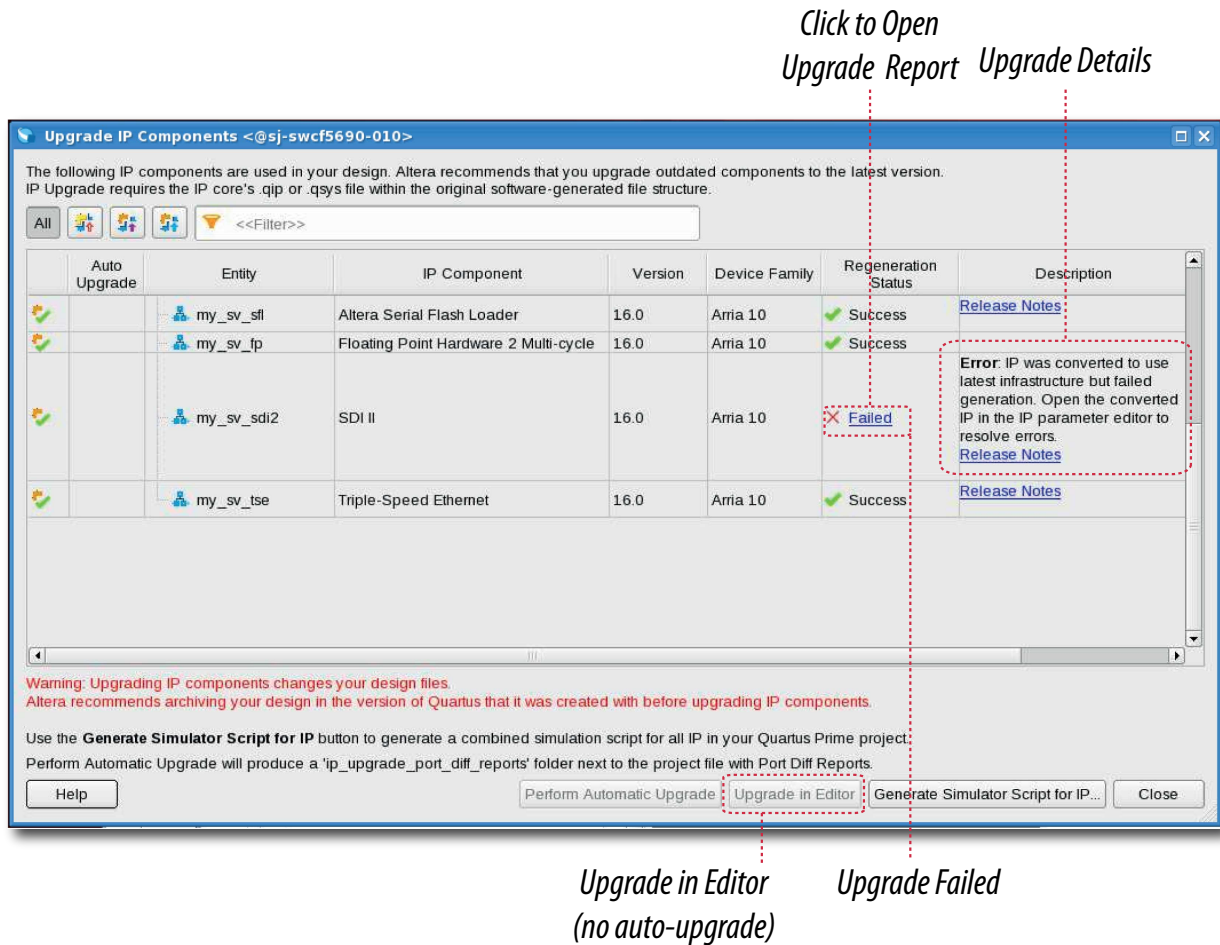 Click to Open
Upgrade Report
Upgrade Details
Upgrade IP Components <@sj-swcf5690-010>
The following IP components are used in your design. Altera recommends that you upgrade outdated components to the latest version.
IP Upgrade requires the IP core's .qip or .qsys file within the original software-generated file structure.
All
<<Filter>>
Auto Upgrade Entity IP Component Version Device Family Regeneration Status Description
my_sv_sfl Altera Serial Flash Loader 16.0 Arria 10 Success Release Notes
my_sv_fp Floating Point Hardware 2 Multi-cycle 16.0 Arria 10 Success
my_sv_sdi2 SDI II 16.0 Arria 10 Failed
Error: IP was converted to use
latest infrastructure but failed
generation. Open the converted
IP in the IP parameter editor to
resolve errors.
Release Notes
my_sv_tse Triple-Speed Ethernet 16.0 Arria 10 Success Release Notes
Warning: Upgrading IP components changes your design files.
Altera recommends archiving your design in the version of Quartus that it was created with before upgrading IP components.
Use the Generate Simulator Script for IP button to generate a combined simulation script for all IP in your Quartus Prime project.
Perform Automatic Upgrade will produce a 'ip_upgrade_port_diff_reports' folder next to the project file with Port Diff Reports.
Help Perform Automatic Upgrade Upgrade in Editor Generate Simulator Script for IP... Close
Upgrade in Editor
(no auto-upgrade)
Upgrade Failed